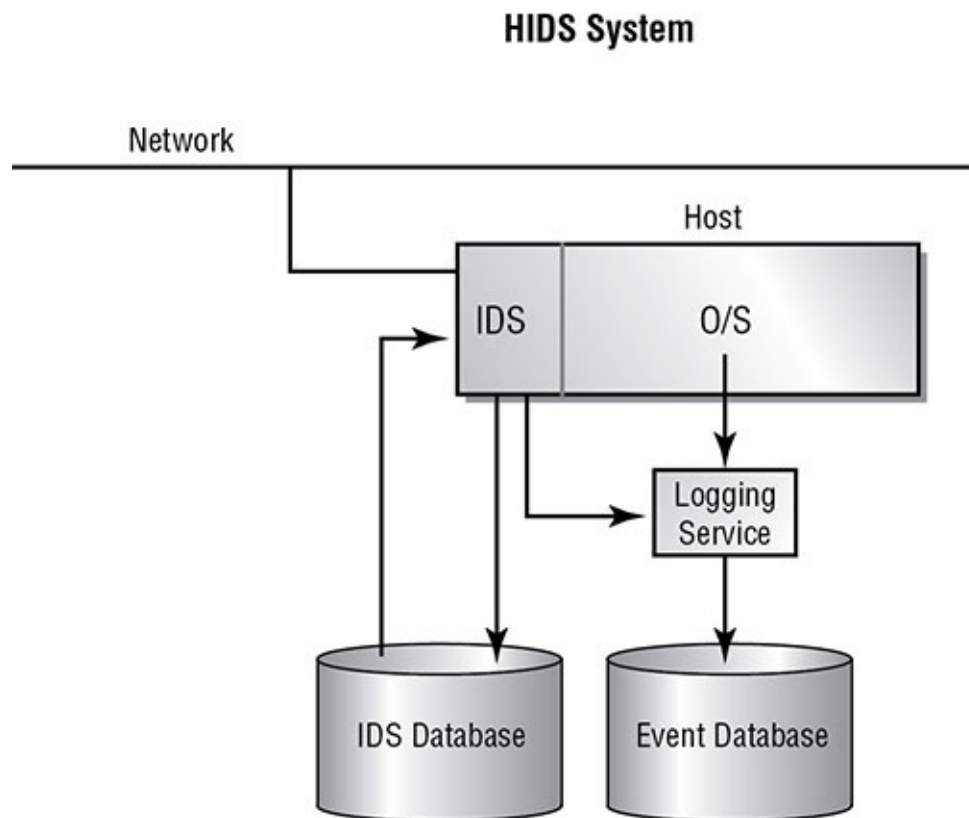 HIDS System
Network
Host
IDS
O/S
Logging
Service
IDS Database
Event Database